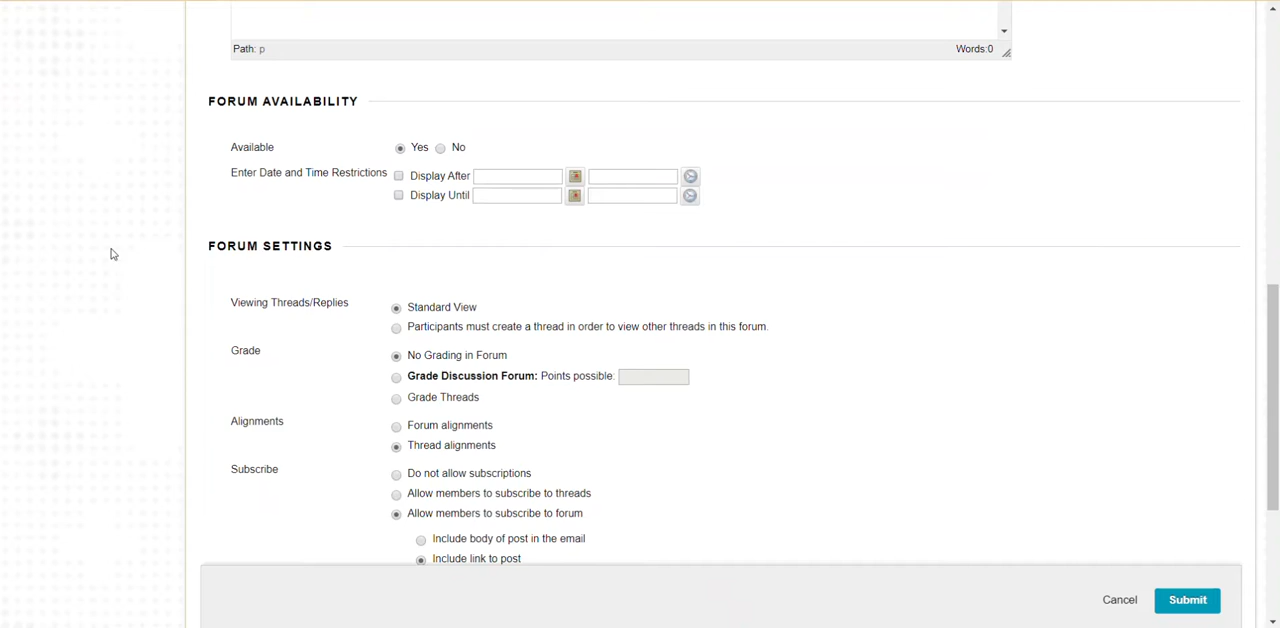 Path: p Words:0
FORUM AVAILABILITY
Available Yes No
Enter Date and Time Restrictions Display After
Display Until
FORUM SETTINGS
Viewing Threads/Replies Standard View
Participants must create a thread in order to view other threads in this forum.
Grade No Grading in Forum
Grade Discussion Forum: Points possible:
Grade Threads
Alignments Forum alignments
Thread alignments
Subscribe Do not allow subscriptions
Allow members to subscribe to threads
Allow members to subscribe to forum
Include body of post in the email
Include link to post
Cancel Submit